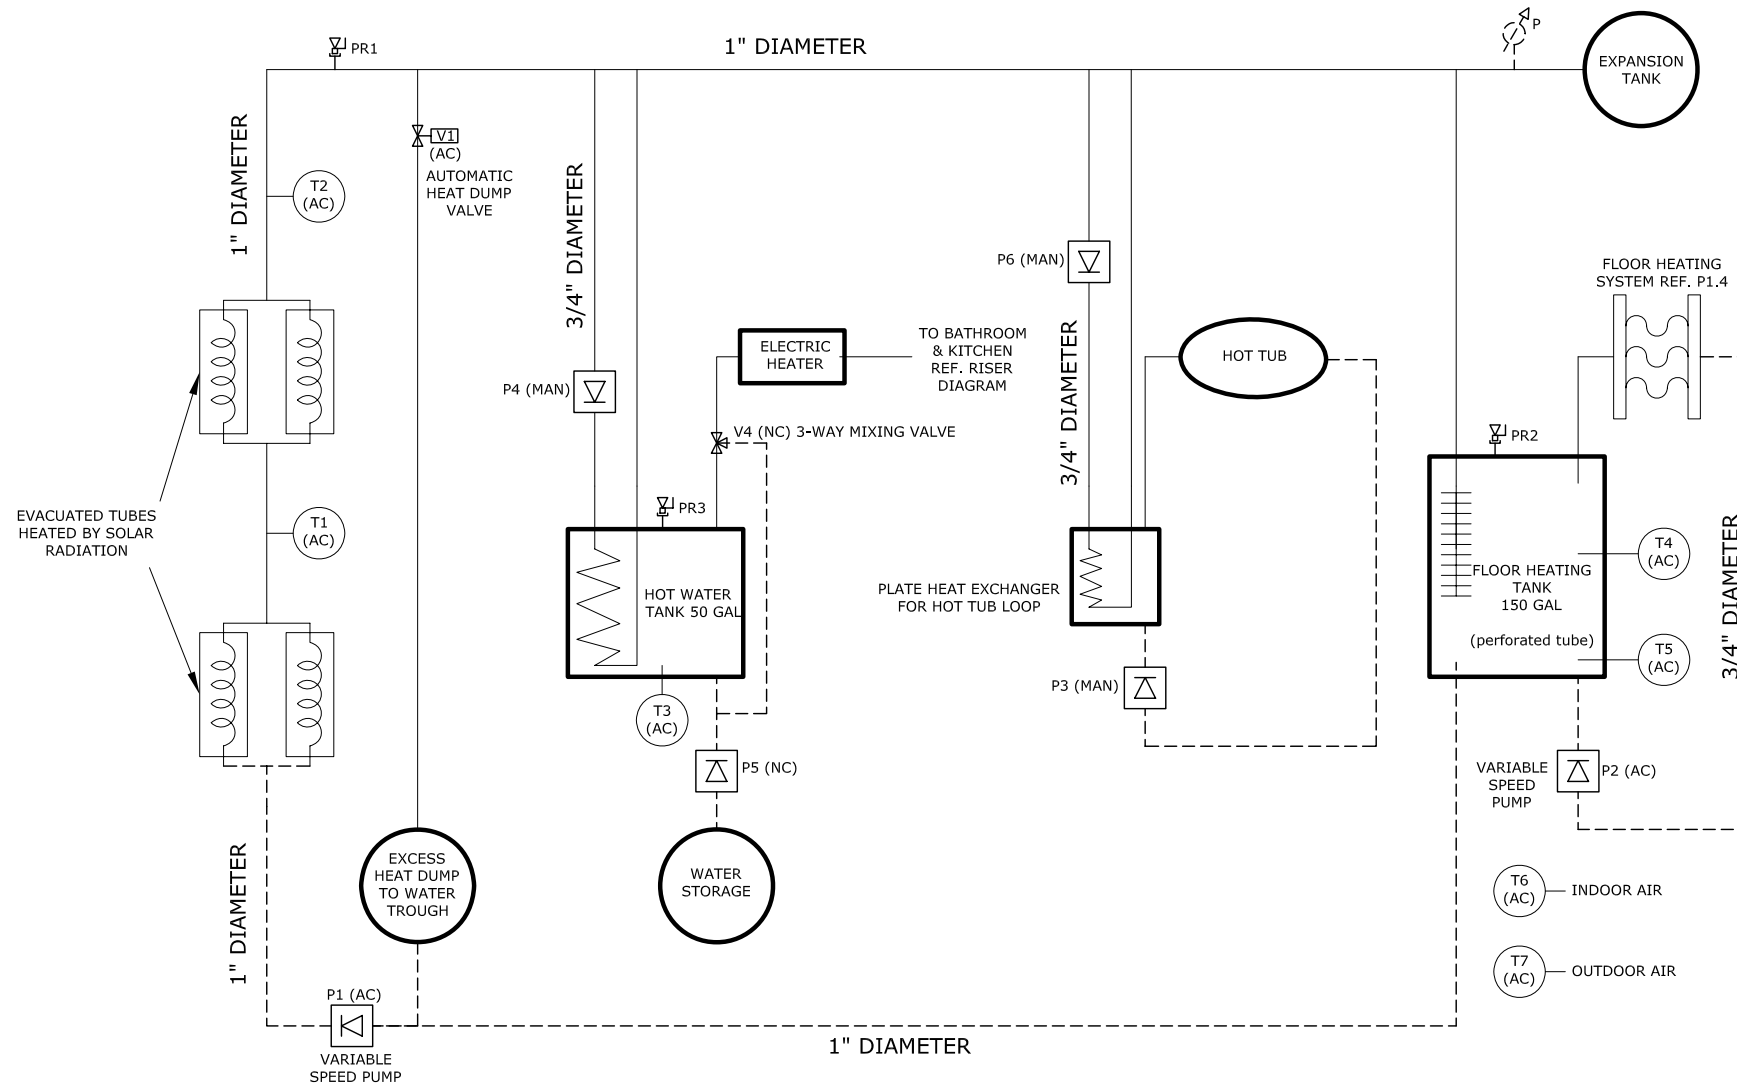 PR1
1" DIAMETER
P
EXPANSION
TANK
V1
(AC)
AUTOMATIC
HEAT DUMP
VALVE
1" DIAMETER
T2
(AC)
3/4" DIAMETER
P6 (MAN)
FLOOR HEATING
SYSTEM REF. P1.4
P4 (MAN)
ELECTRIC
HEATER
TO BATHROOM
& KITCHEN
REF. RISER
DIAGRAM
3/4" DIAMETER
HOT TUB
V4 (NC) 3-WAY MIXING VALVE
PR2
EVACUATED TUBES
HEATED BY SOLAR
RADIATION
T1
(AC)
PR3
HOT WATER
TANK 50 GAL
PLATE HEAT EXCHANGER
FOR HOT TUB LOOP
FLOOR HEATING
TANK
150 GAL
(perforated tube)
T4
(AC)
T5
(AC)
3/4" DIAMETER
T3
(AC)
P3 (MAN)
P5 (NC)
VARIABLE
SPEED
PUMP
P2 (AC)
1" DIAMETER
EXCESS
HEAT DUMP
TO WATER
TROUGH
WATER
STORAGE
T6
(AC)
INDOOR AIR
T7
(AC)
OUTDOOR AIR
P1 (AC)
VARIABLE
SPEED PUMP
1" DIAMETER